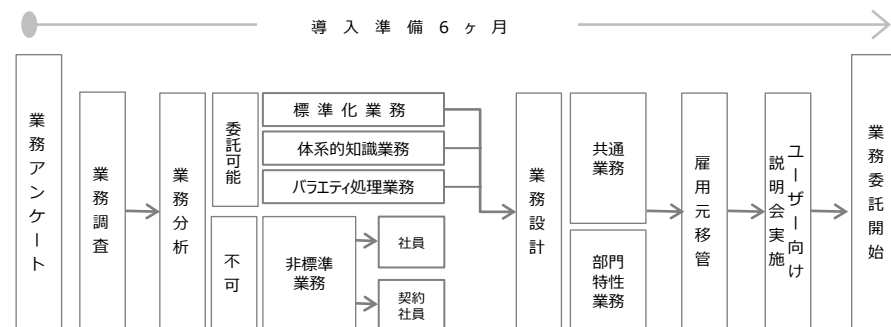 導入準備6ヶ月
業務アンケート
業務調査
業務分析
委託可能
標準化業務
体系的知識業務
バラエティ処理業務
不可
非標準
業務
社員
契約
社員
業務設計
共通
業務
部門
特性
業務
雇用元移管
ユーザー向け
説明会実施
業務委託開始